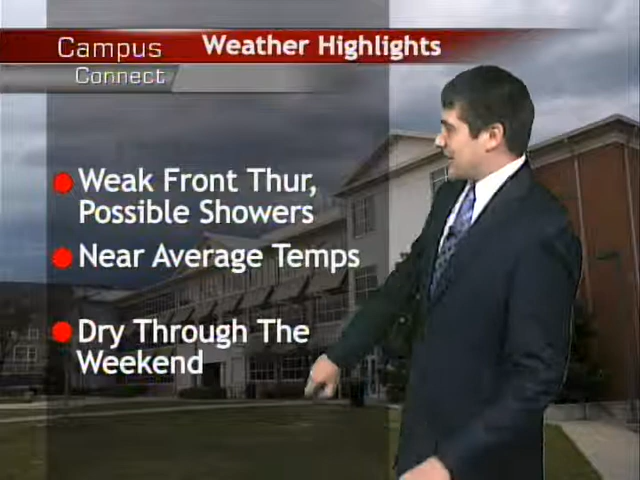 Campus
Connect
Weather Highlights
Weak Front Thur,
Possible Showers
Near Average Temps
Dry Through The
Weekend